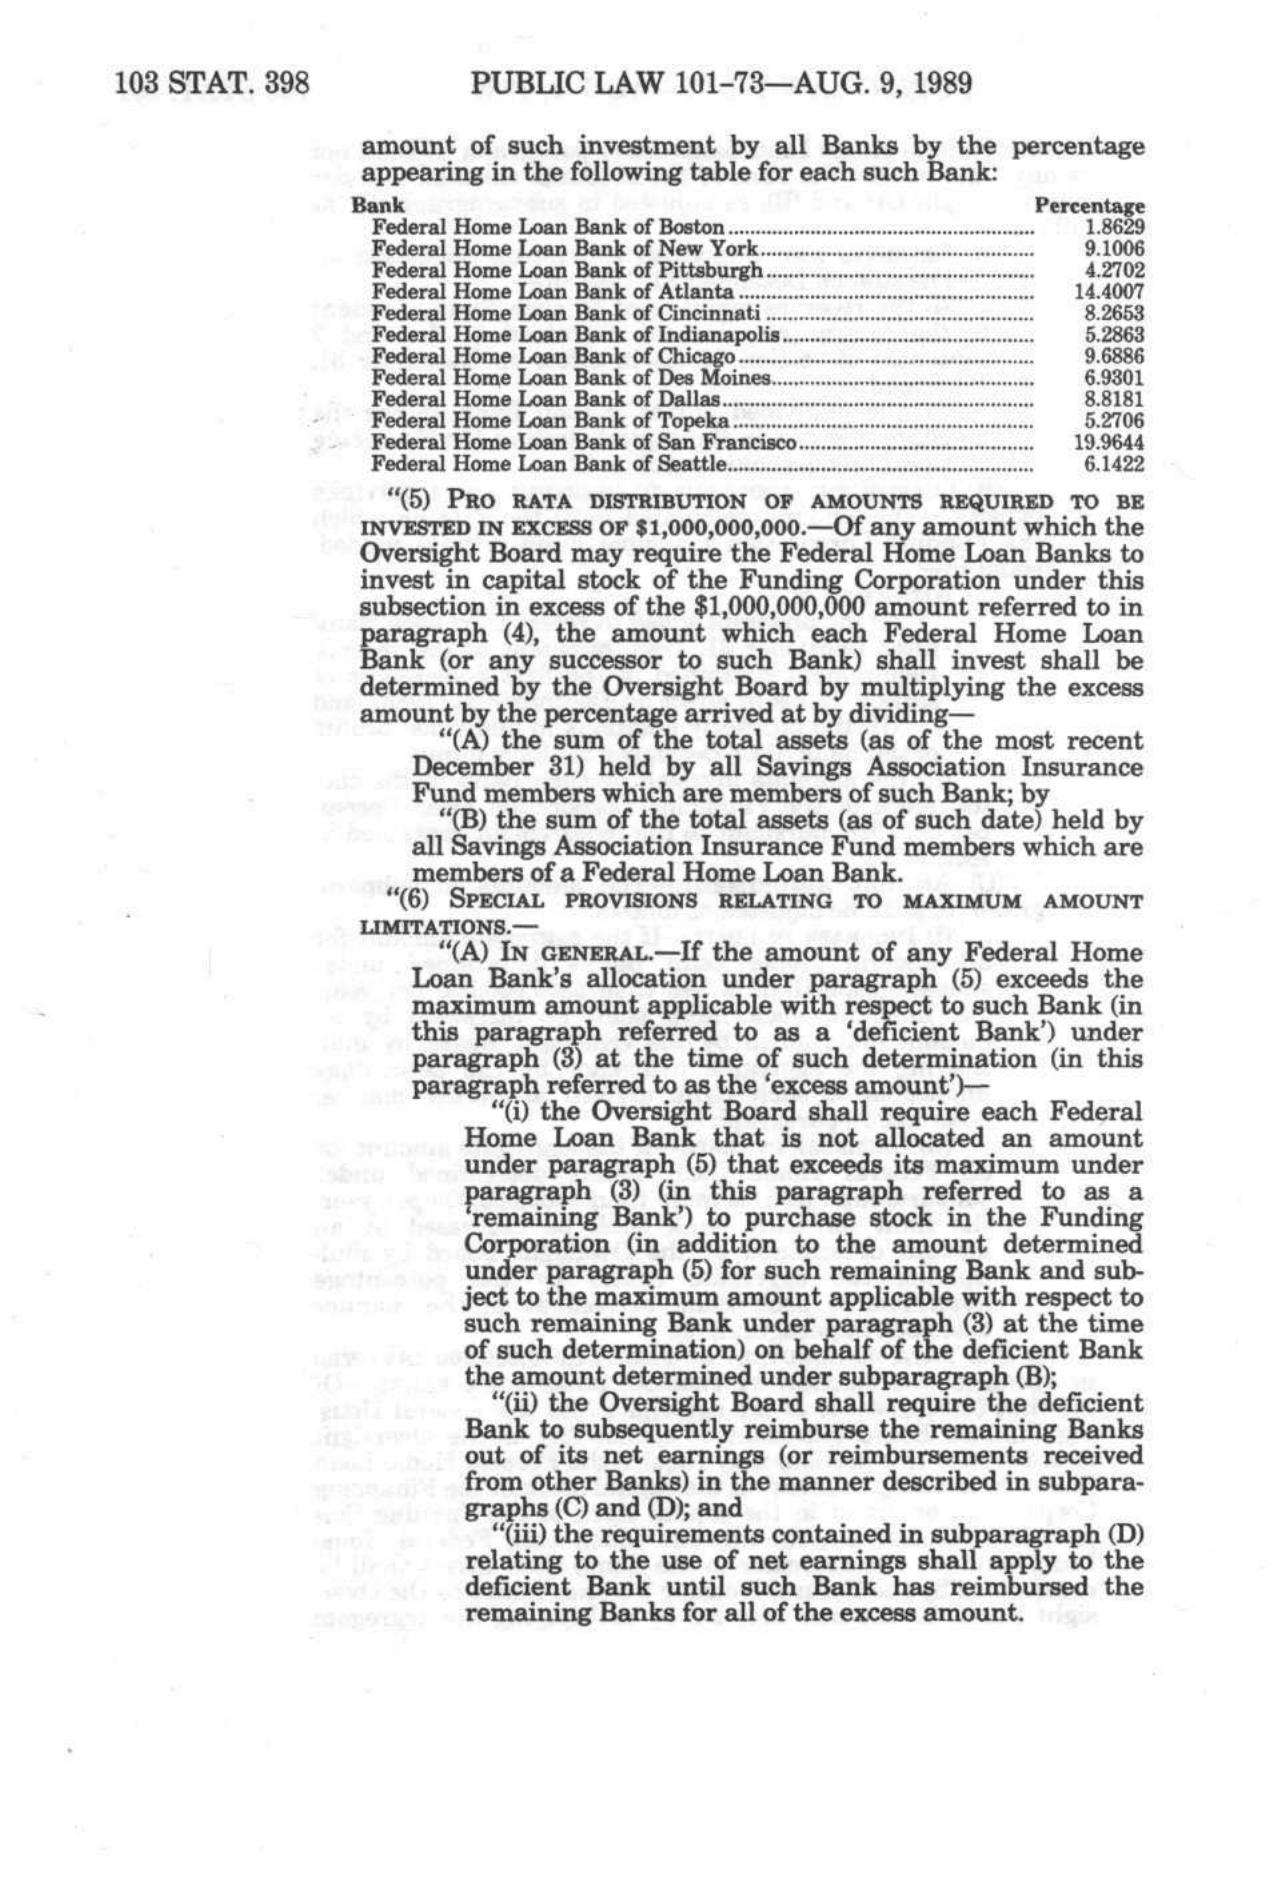 103 STAT. 398 PUBLIC LAW 101-73—AUG. 9, 1989
amount of such investment by all Banks by the percentage
appearing in the following table for each such Bank:
Bank Percentage
Federal Home Loan Bank of Boston 1.8629
Federal Home Loan Bank of New York 9.1006
Federal Home Loan Bank of Pittsburgh 4.2702
Federal Home Loan Bank of Atlanta 14.4007
Federal Home Loan Bank of Cincinnati 8.2653
Federal Home Loan Bank of Indianapolis 5.2863
Federal Home Loan Bank of Chicago 9.6886
Federal Home Loan Bank of Des Moines 6.9301
Federal Home Loan Bank of Dallas 8.8181
Federal Home Loan Bank of Topeka 5.2706
Federal Home Loan Bank of San Francisco 19.9644
Federal Home Loan Bank of Seattle 6.1422
“(5) PRO RATA DISTRIBUTION OF AMOUNTS REQUIRED TO BE
INVESTED IN EXCESS OF $1,000,000,000.—Of any amount which the
Oversight Board may require the Federal Home Loan Banks to
invest in capital stock of the Funding Corporation under this
subsection in excess of the $1,000,000,000 amount referred to in
paragraph (4), the amount which each Federal Home Loan
Bank (or any successor to such Bank) shall invest shall be
determined by the Oversight Board by multiplying the excess
amount by the percentage arrived at by dividing—
“(A) the sum of the total assets (as of the most recent
December 31) held by all Savings Association Insurance
Fund members which are members of such Bank; by
“(B) the sum of the total assets (as of such date) held by
all Savings Association Insurance Fund members which are
members of a Federal Home Loan Bank.
“(6) SPECIAL PROVISIONS RELATING TO MAXIMUM AMOUNT
LIMITATIONS.—
“(A) IN GENERAL.—If the amount of any Federal Home
Loan Bank's allocation under paragraph (5) exceeds the
maximum amount applicable with respect to such Bank (in
this paragraph referred to as a ‘deficient Bank’) under
paragraph (3) at the time of such determination (in this
paragraph referred to as the ‘excess amount’)—
“(i) the Oversight Board shall require each Federal
Home Loan Bank that is not allocated an amount
under paragraph (5) that exceeds its maximum under
paragraph (3) (in this paragraph referred to as a
‘remaining Bank’) to purchase stock in the Funding
Corporation (in addition to the amount determined
under paragraph (5) for such remaining Bank and sub-
ject to the maximum amount applicable with respect to
such remaining Bank under paragraph (3) at the time
of such determination) on behalf of the deficient Bank
the amount determined under subparagraph (B);
“(ii) the Oversight Board shall require the deficient
Bank to subsequently reimburse the remaining Banks
out of its net earnings (or reimbursements received
from other Banks) in the manner described in subpara-
graphs (C) and (D); and
“(iii) the requirements contained in subparagraph (D)
relating to the use of net earnings shall apply to the
deficient Bank until such Bank has reimbursed the
remaining Banks for all of the excess amount.